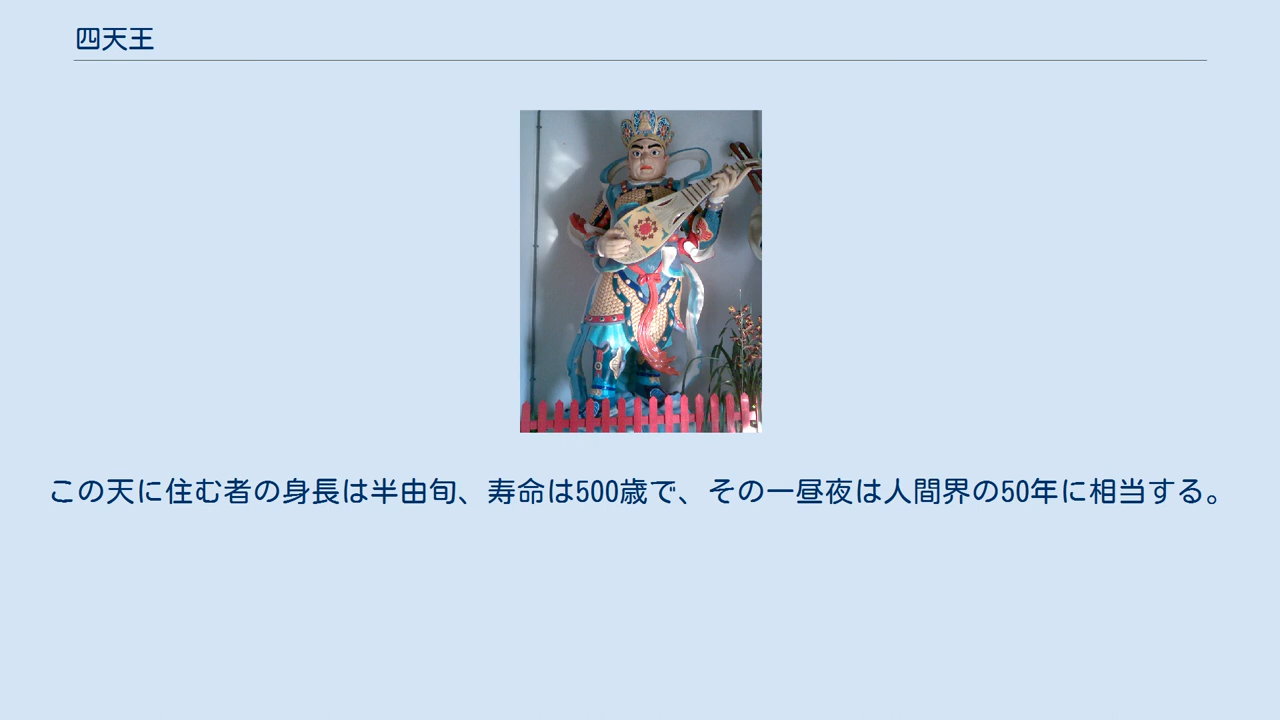 四天王
この天に住む者の身長は半由旬、寿命は500歳で、その一昼夜は人間界の50年に相当する。